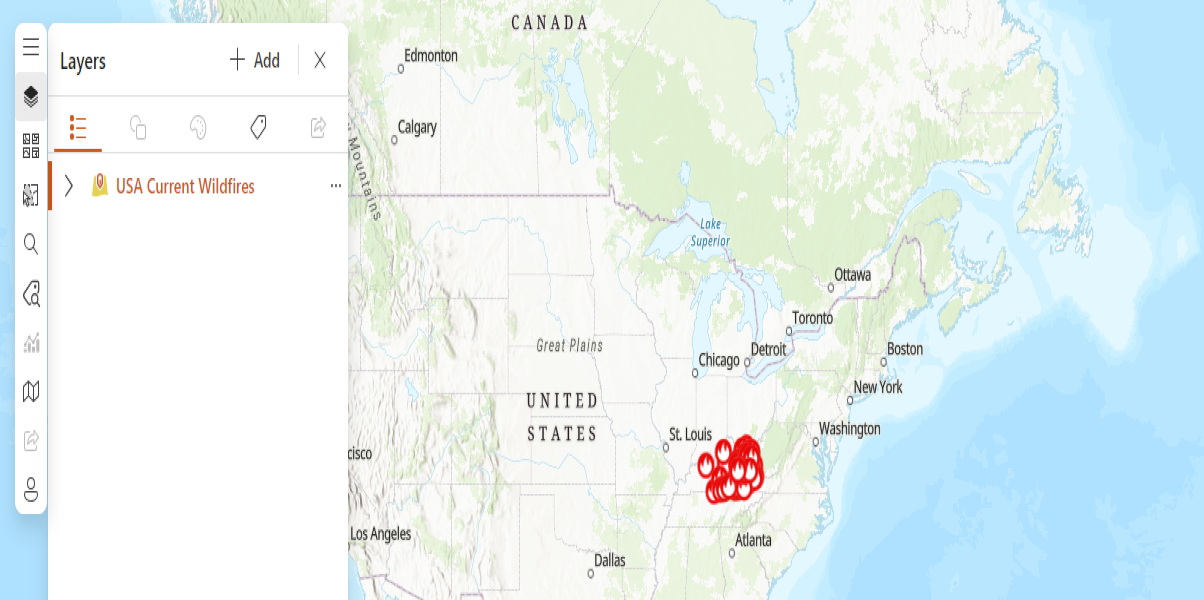 Layers
Add
USA Current Wildfires
CANADA
Edmonton
Calgary
Mountains
Lake
Superior
Ottawa
Toronto
Great Plains
Chicago
Detroit
Boston
New York
UNITED
STATES
St. Louis
Washington
cisco
Los Angeles
Atlanta
Dallas